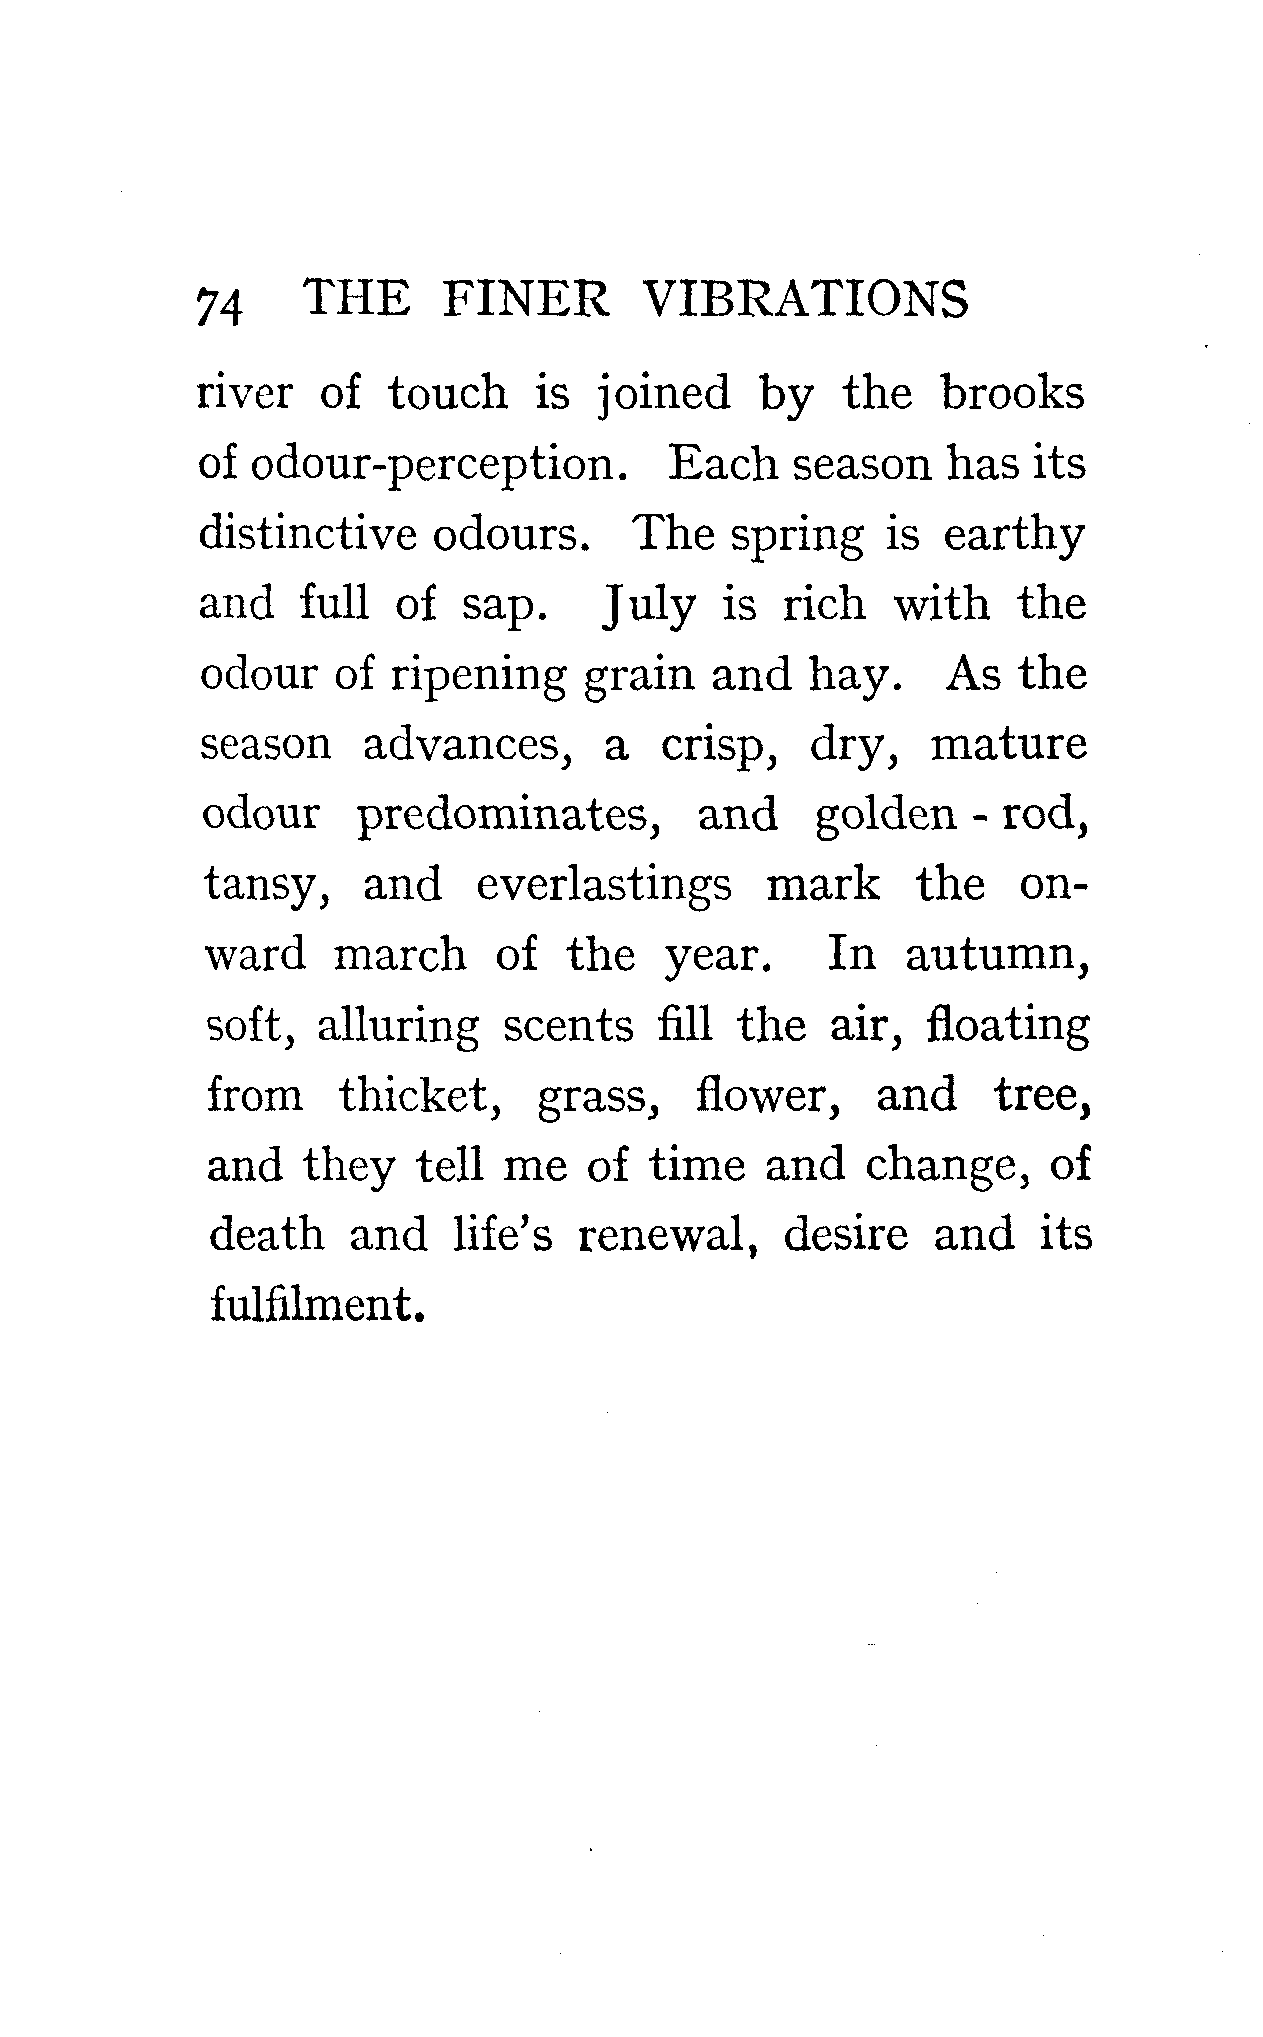 74 THE FINER VIBRATIONS
river of touch is joined by the brooks
of odour-perception. Each season has its
distinctive odours. The spring is earthy
and full of sap. July is rich with the
odour of ripening grain and hay. As the
season advances, a crisp, dry, mature
odour predominates, and golden-rod,
tansy, and everlastings mark the on-
ward march of the year. In autumn,
soft, alluring scents fill the air, floating
from thicket, grass, flower, and tree,
and they tell me of time and change, of
death and life's renewal, desire and its
fulfilment.